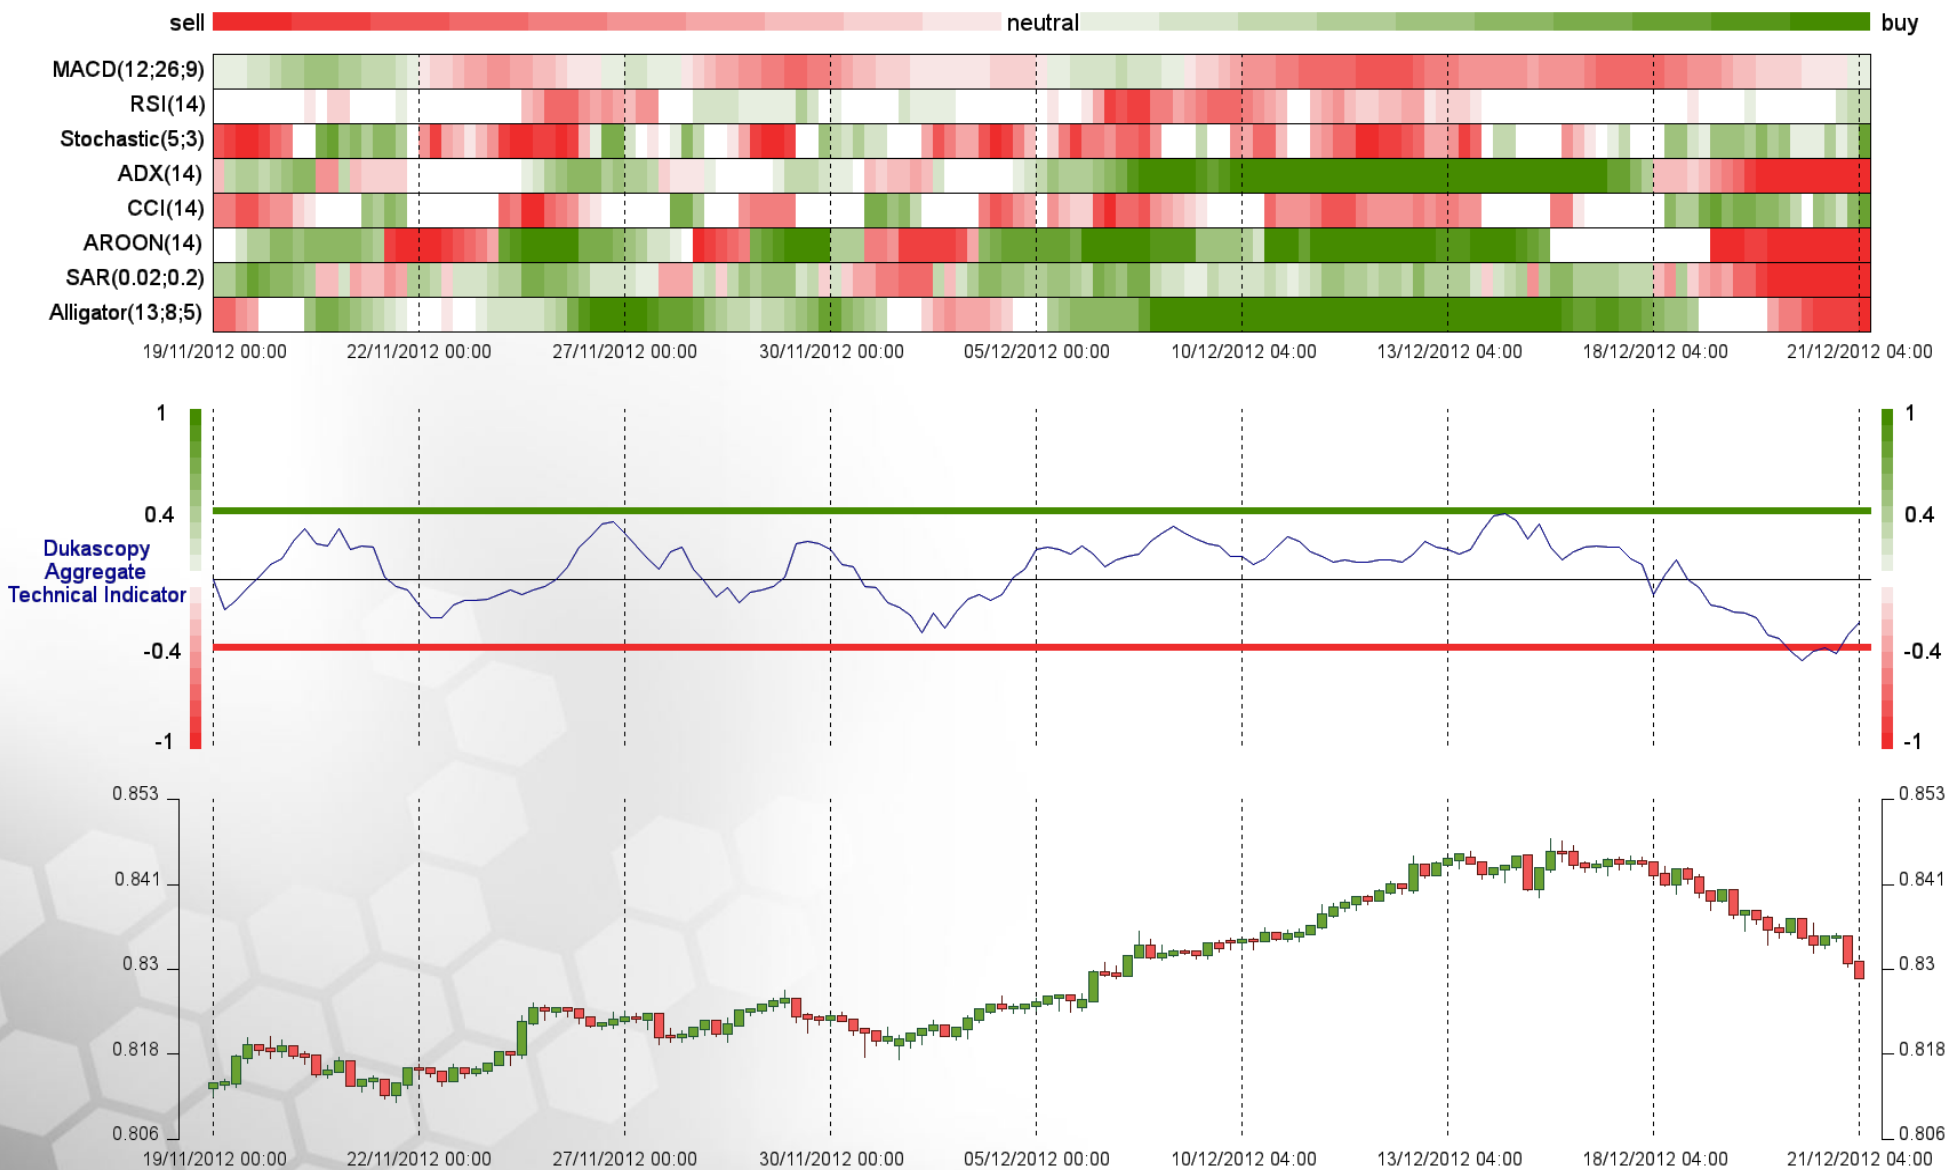 sell neutral buy
MACD(12;26;9)
RSI(14)
Stochastic(5;3)
ADX(14)
CCI(14)
AROON(14)
SAR(0.02;0.2)
Alligator(13;8;5)
19/11/2012 00:00 22/11/2012 00:00 27/11/2012 00:00 30/11/2012 00:00 05/12/2012 00:00 10/12/2012 04:00 13/12/2012 04:00 18/12/2012 04:00 21/12/2012 04:00
1 1
0.4 0.4
Dukascopy
Aggregate
Technical Indicator
-0.4 -0.4
-1 -1
0.853 0.853
0.841 0.841
0.83 0.83
0.818 0.818
0.806 0.806
19/11/2012 00:00 22/11/2012 00:00 27/11/2012 00:00 30/11/2012 00:00 05/12/2012 00:00 10/12/2012 04:00 13/12/2012 04:00 18/12/2012 04:00 21/12/2012 04:00